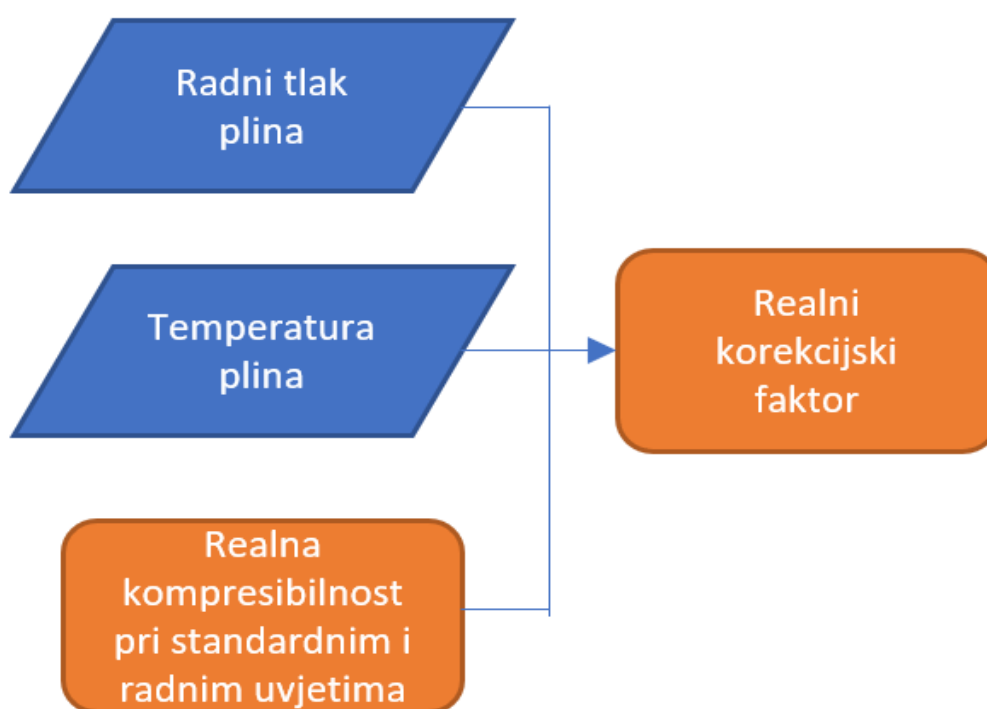 Radni tlak
plina
Temperatura
plina
Realna
kompresibilnost
pri standardnim i
radnim uvjetima
Realni
korekcijski
faktor